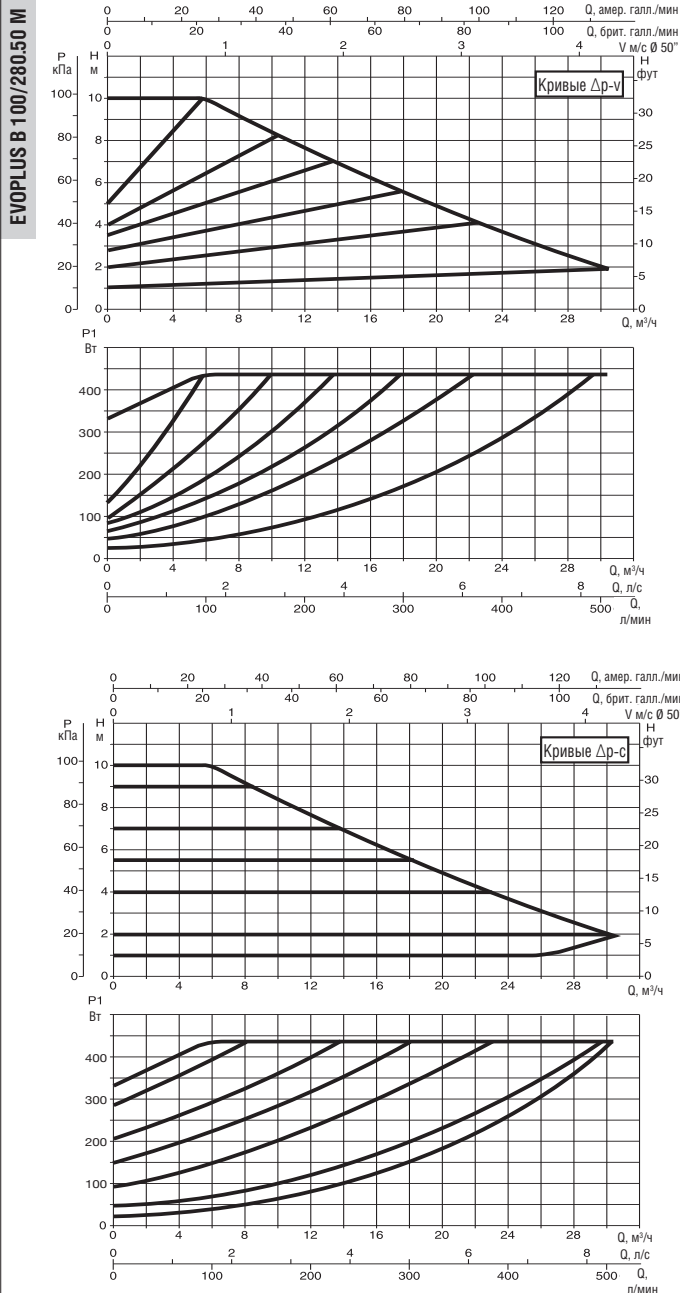 EVOPLUS B 100/280.50 M
0 20 40 60 80 100 120 Q, амер. галл./мин
0 20 40 60 80 100 Q, брит. галл./мин
0 1 2 3 4 V м/с Ø 50"
P
кПа
H
м
H
фут
Кривые Δp-v
100
80
60
40
20
0
10
8
6
4
2
0
30
25
20
15
10
5
0
0 4 8 12 16 20 24 28 Q, м³/ч
P1
Вт
400
300
200
100
0
0 4 8 12 16 20 24 28 Q, м³/ч
0 2 4 6 8 Q, л/с
0 100 200 300 400 500 Q,
л/мин
0 20 40 60 80 100 120 Q, амер. галл./мин
0 20 40 60 80 100 Q, брит. галл./мин
0 1 2 3 4 V м/с Ø 50
P
кПа
H
м
H
фут
Кривые Δp-c
100
80
60
40
20
0
10
8
6
4
2
0
30
25
20
15
10
5
0
0 4 8 12 16 20 24 28 Q, м³/ч
P1
Вт
400
300
200
100
0
0 4 8 12 16 20 24 28 Q, м³/ч
0 2 4 6 8 Q, л/с
0 100 200 300 400 500 Q,
л/мин